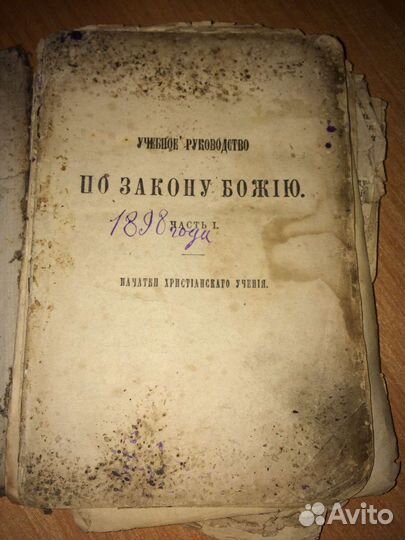 УЧЕБНОЕ РУКОВОДСТВО
ПО ЗАКОНУ БОЖІЮ.
ЧАСТЬ I.
1898 года
НАЧАТКИ ХРИСТІАНСКАГО УЧЕНІЯ.
Avito